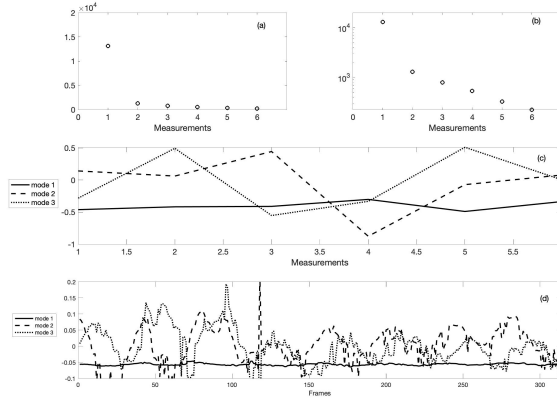 2 ×10⁴
(a)
1.5
1
0.5
0
0 1 2 3 4 5 6
Measurements
(b)
10⁴
10³
0 1 2 3 4 5 6
Measurements
0.5
(c)
0
mode 1
mode 2
mode 3
-0.5
-1
1 1.5 2 2.5 3 3.5 4 4.5 5 5.5
Measurements
0.2
(d)
0.15
0.1
mode 1
mode 2
mode 3
0.05
0
-0.05
-0.1
0 50 100 150 200 250 300
Frames